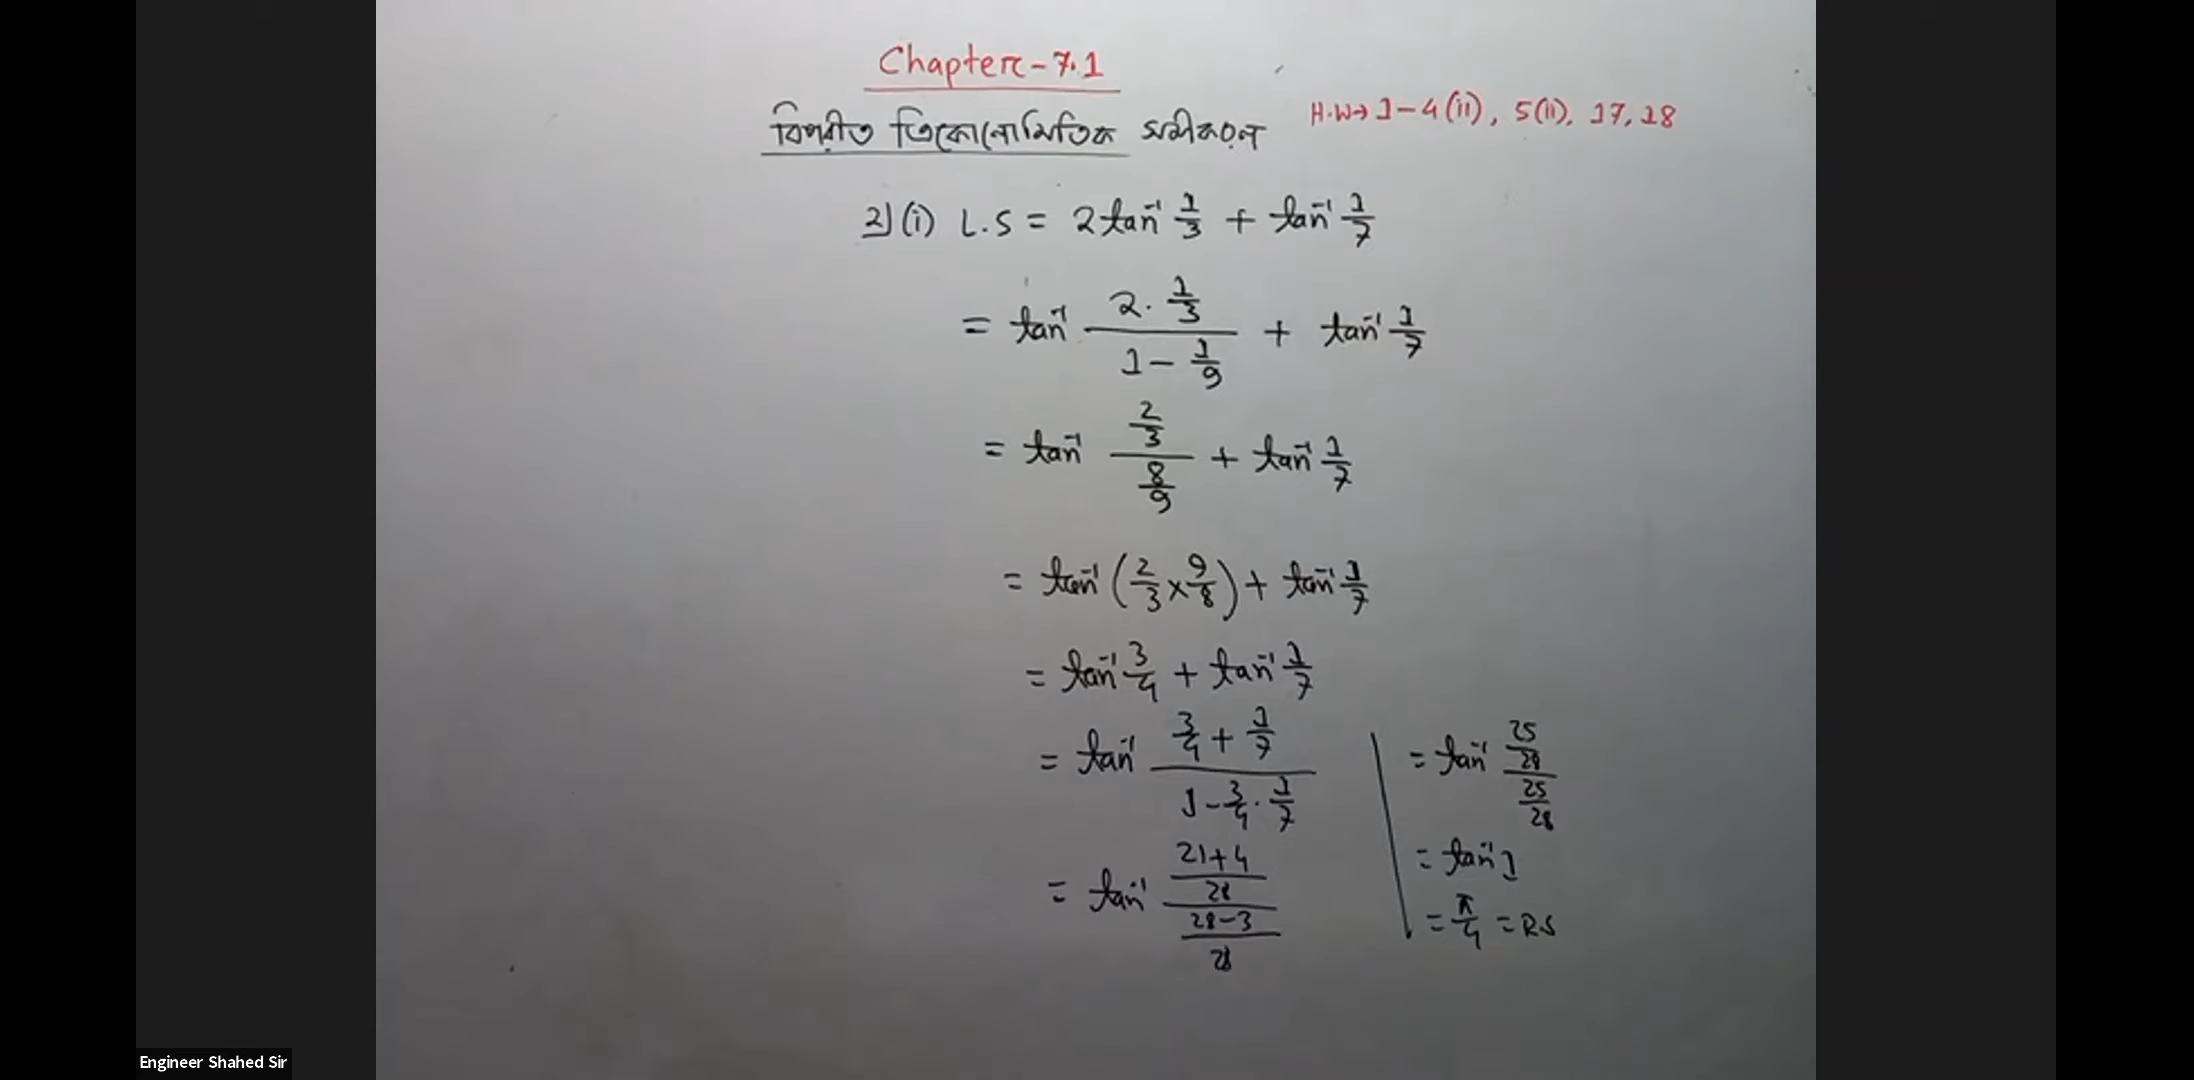 Chapter-7.1
বিপরীত ত্রিকোনোমিতিক সমীকরণ
H.W→ 1-4(ii), 5(ii), 17, 18
2|(i) L.S = 2tan⁻¹ 1/3 + tan⁻¹ 1/7
= tan⁻¹ (2 · 1/3)/(1 - 1/9) + tan⁻¹ 1/7
= tan⁻¹ (2/3)/(8/9) + tan⁻¹ 1/7
= tan⁻¹ (2/3 × 9/8) + tan⁻¹ 1/7
= tan⁻¹ 3/4 + tan⁻¹ 1/7
= tan⁻¹ (3/4 + 1/7)/(1 - 3/4 · 1/7)
= tan⁻¹ ((21+4)/28)/((28-3)/28)
= tan⁻¹ (25/28)/(25/28)
= tan⁻¹ 1
= π/4 = R.S
Engineer Shahed Sir